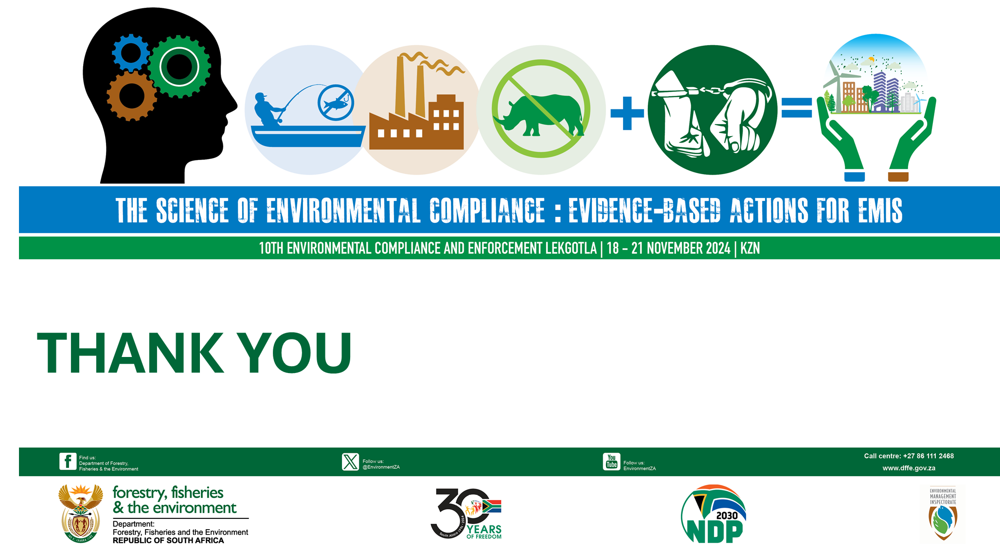 THE SCIENCE OF ENVIRONMENTAL COMPLIANCE : EVIDENCE-BASED ACTIONS FOR EMIS
10TH ENVIRONMENTAL COMPLIANCE AND ENFORCEMENT LEKGOTLA | 18 - 21 NOVEMBER 2024 | KZN
THANK YOU
Find us:
Department of Forestry,
Fisheries & the Environment
Follow us:
@EnvironmentZA
You
Tube
Follow us:
EnvironmentZA
Call centre: +27 86 111 2468
www.dffe.gov.za
forestry, fisheries
& the environment
Department:
Forestry, Fisheries and the Environment
REPUBLIC OF SOUTH AFRICA
30
YEARS
OF FREEDOM
South Africa 1994 - 2024
2030
NDP
ENVIRONMENTAL
MANAGEMENT
INSPECTORATE